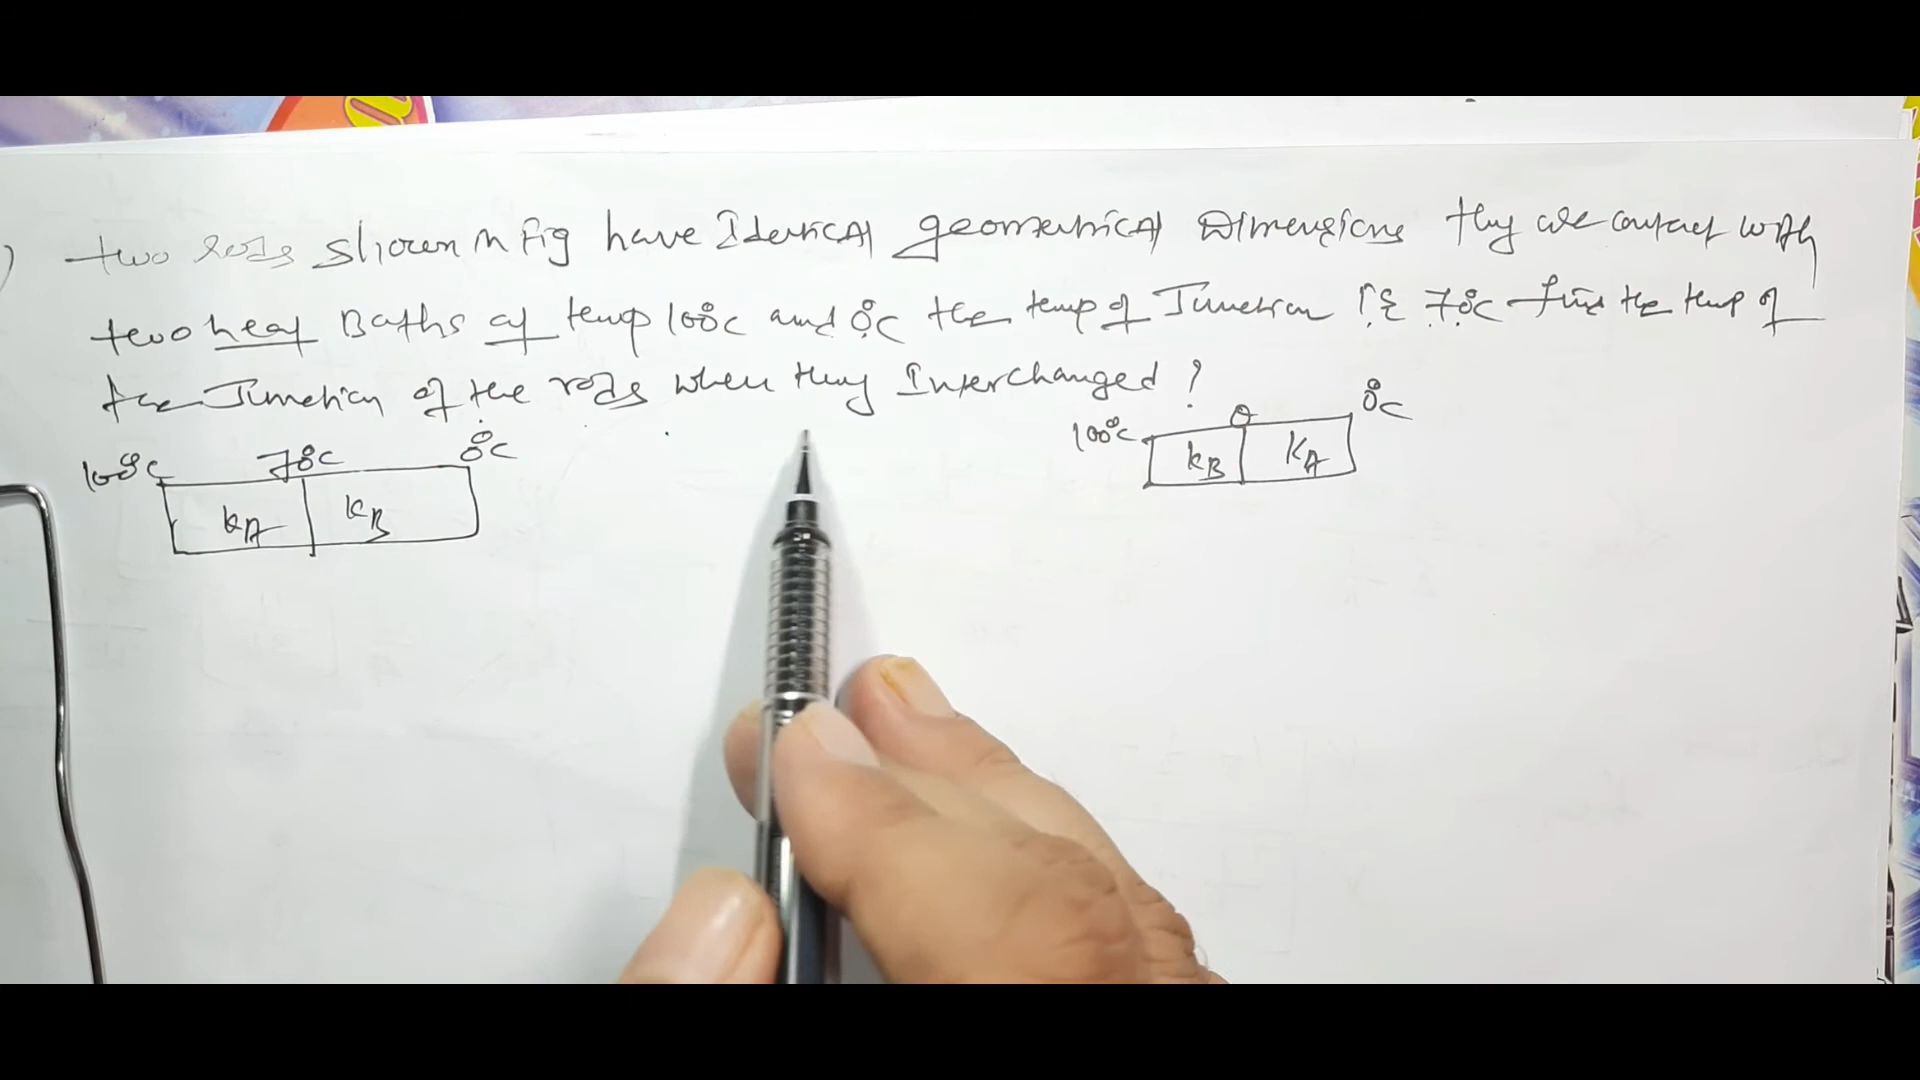 two rods shown in fig have Identical geometrical Dimensions they are contact with
two heat Baths of temp 100°C and 0°C the temp of Junction is 70°C find the temp of
the Junction of the rods when they Interchanged ?
100°C 70°C 0°C
KA KB
100°C θ 0°C
KB KA